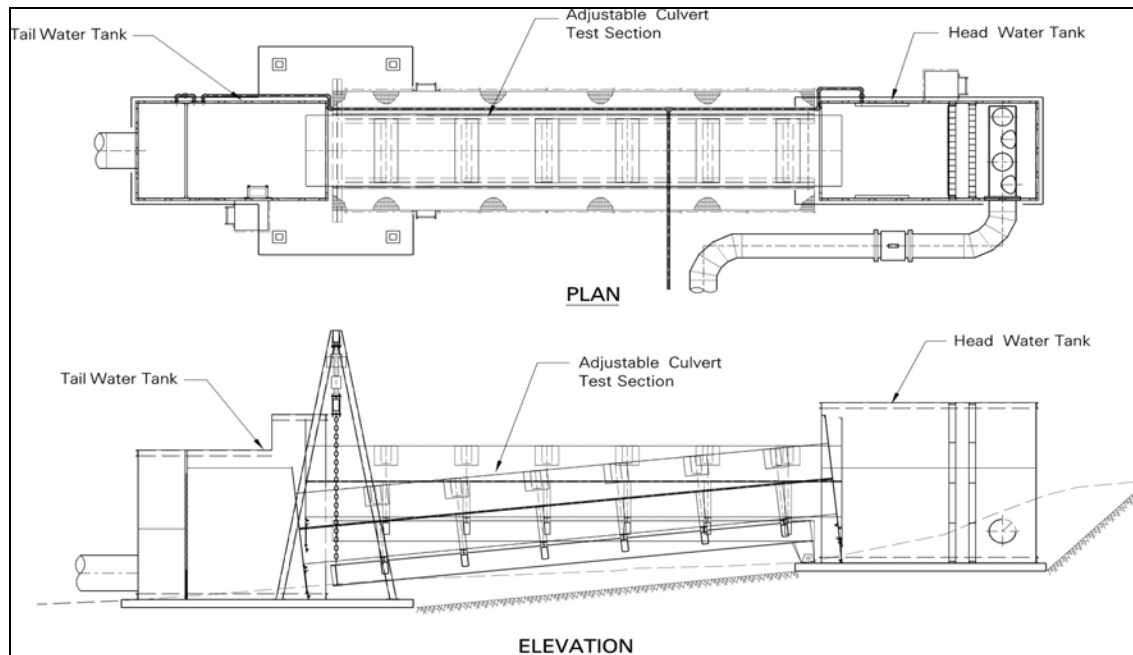 Tail Water Tank
Adjustable Culvert
Test Section
Head Water Tank
PLAN
Tail Water Tank
Adjustable Culvert
Test Section
Head Water Tank
ELEVATION